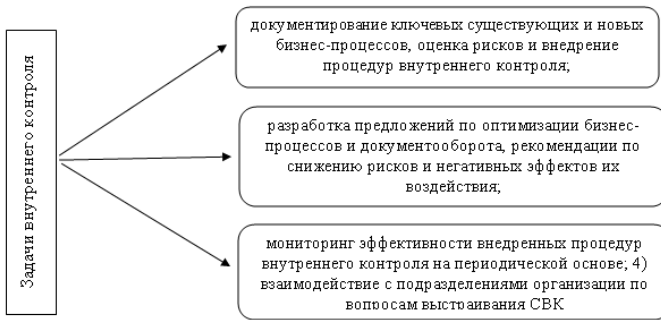 Задачи внутреннего контроля
документирование ключевых существующих и новых
бизнес-процессов, оценка рисков и внедрение
процедур внутреннего контроля;
разработка предложений по оптимизации бизнес-
процессов и документооборота, рекомендации по
снижению рисков и негативных эффектов их
воздействия;
мониторинг эффективности внедренных процедур
внутреннего контроля на периодической основе; 4)
взаимодействие с подразделениями организации по
вопросам выстраивания СВК